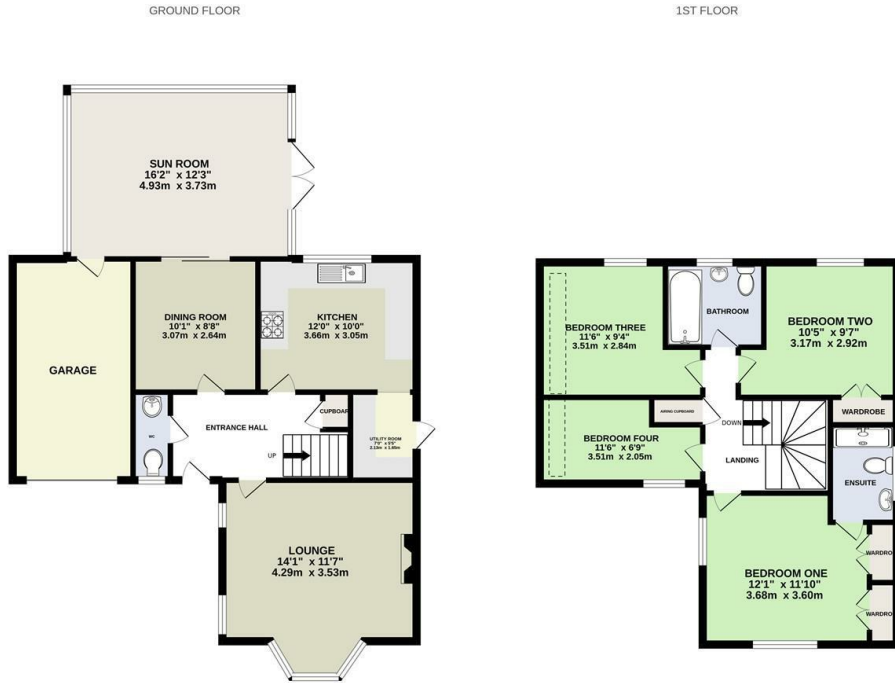 GROUND FLOOR
1ST FLOOR
SUN ROOM
16'2" x 12'3"
4.93m x 3.73m
DINING ROOM
10'1" x 8'8"
3.07m x 2.64m
KITCHEN
12'0" x 10'0"
3.66m x 3.05m
GARAGE
WC
ENTRANCE HALL
CUPBOAR
UP
UTILITY ROOM
LOUNGE
14'1" x 11'7"
4.29m x 3.53m
BEDROOM THREE
11'6" x 9'4"
3.51m x 2.84m
BATHROOM
BEDROOM TWO
10'5" x 9'7"
3.17m x 2.92m
WARDROBE
AIRING CUPBOARD
DOWN
BEDROOM FOUR
11'6" x 6'9"
3.51m x 2.05m
LANDING
ENSUITE
BEDROOM ONE
12'1" x 11'10"
3.68m x 3.60m
WARDRO
WARDRO